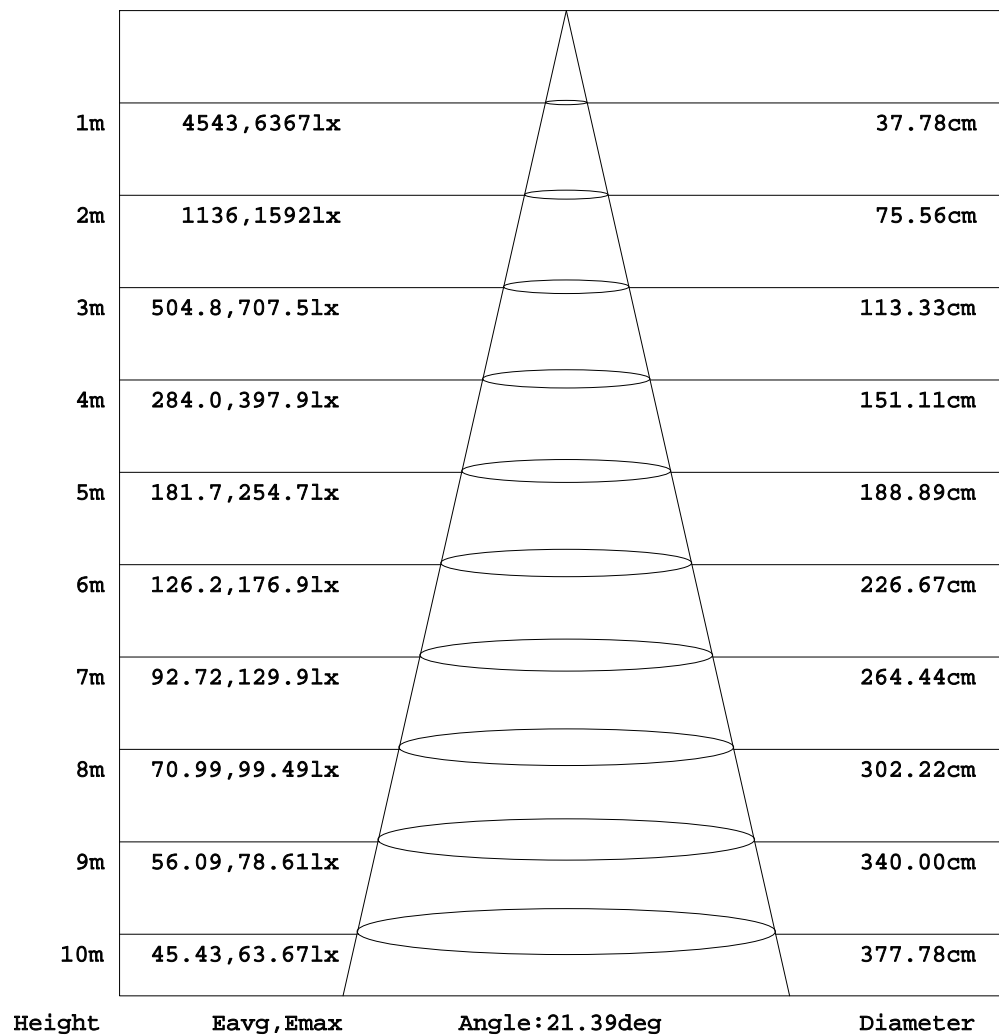 1m 4543,6367lx 37.78cm
2m 1136,1592lx 75.56cm
3m 504.8,707.5lx 113.33cm
4m 284.0,397.9lx 151.11cm
5m 181.7,254.7lx 188.89cm
6m 126.2,176.9lx 226.67cm
7m 92.72,129.9lx 264.44cm
8m 70.99,99.49lx 302.22cm
9m 56.09,78.61lx 340.00cm
10m 45.43,63.67lx 377.78cm
Height Eavg,Emax Angle:21.39deg Diameter